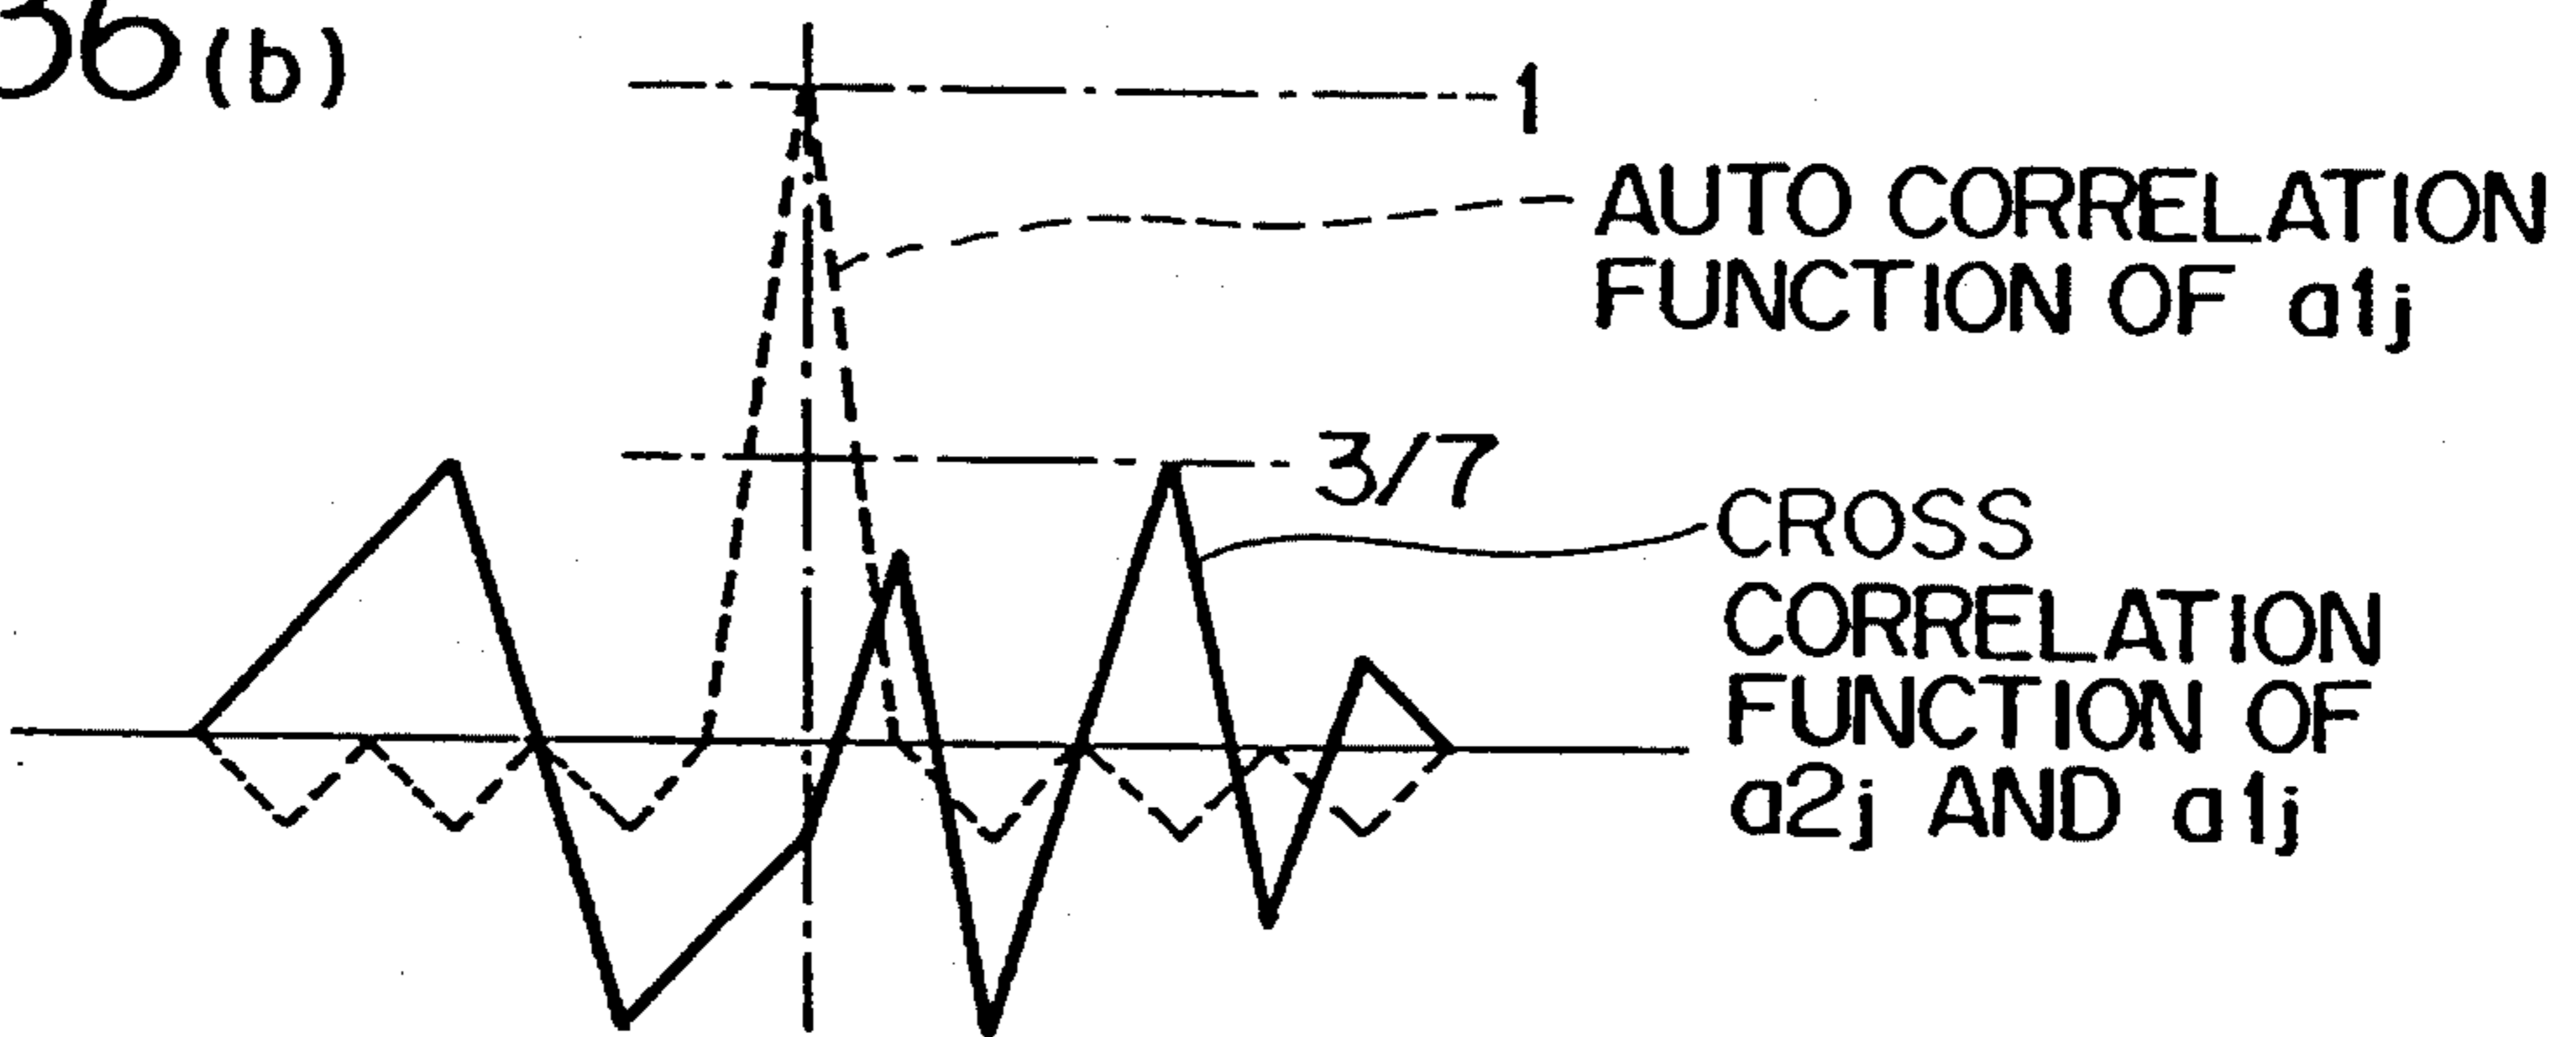 36 (b)
1
AUTO CORRELATION
FUNCTION OF a1j
3/7
CROSS
CORRELATION
FUNCTION OF
a2j AND a1j